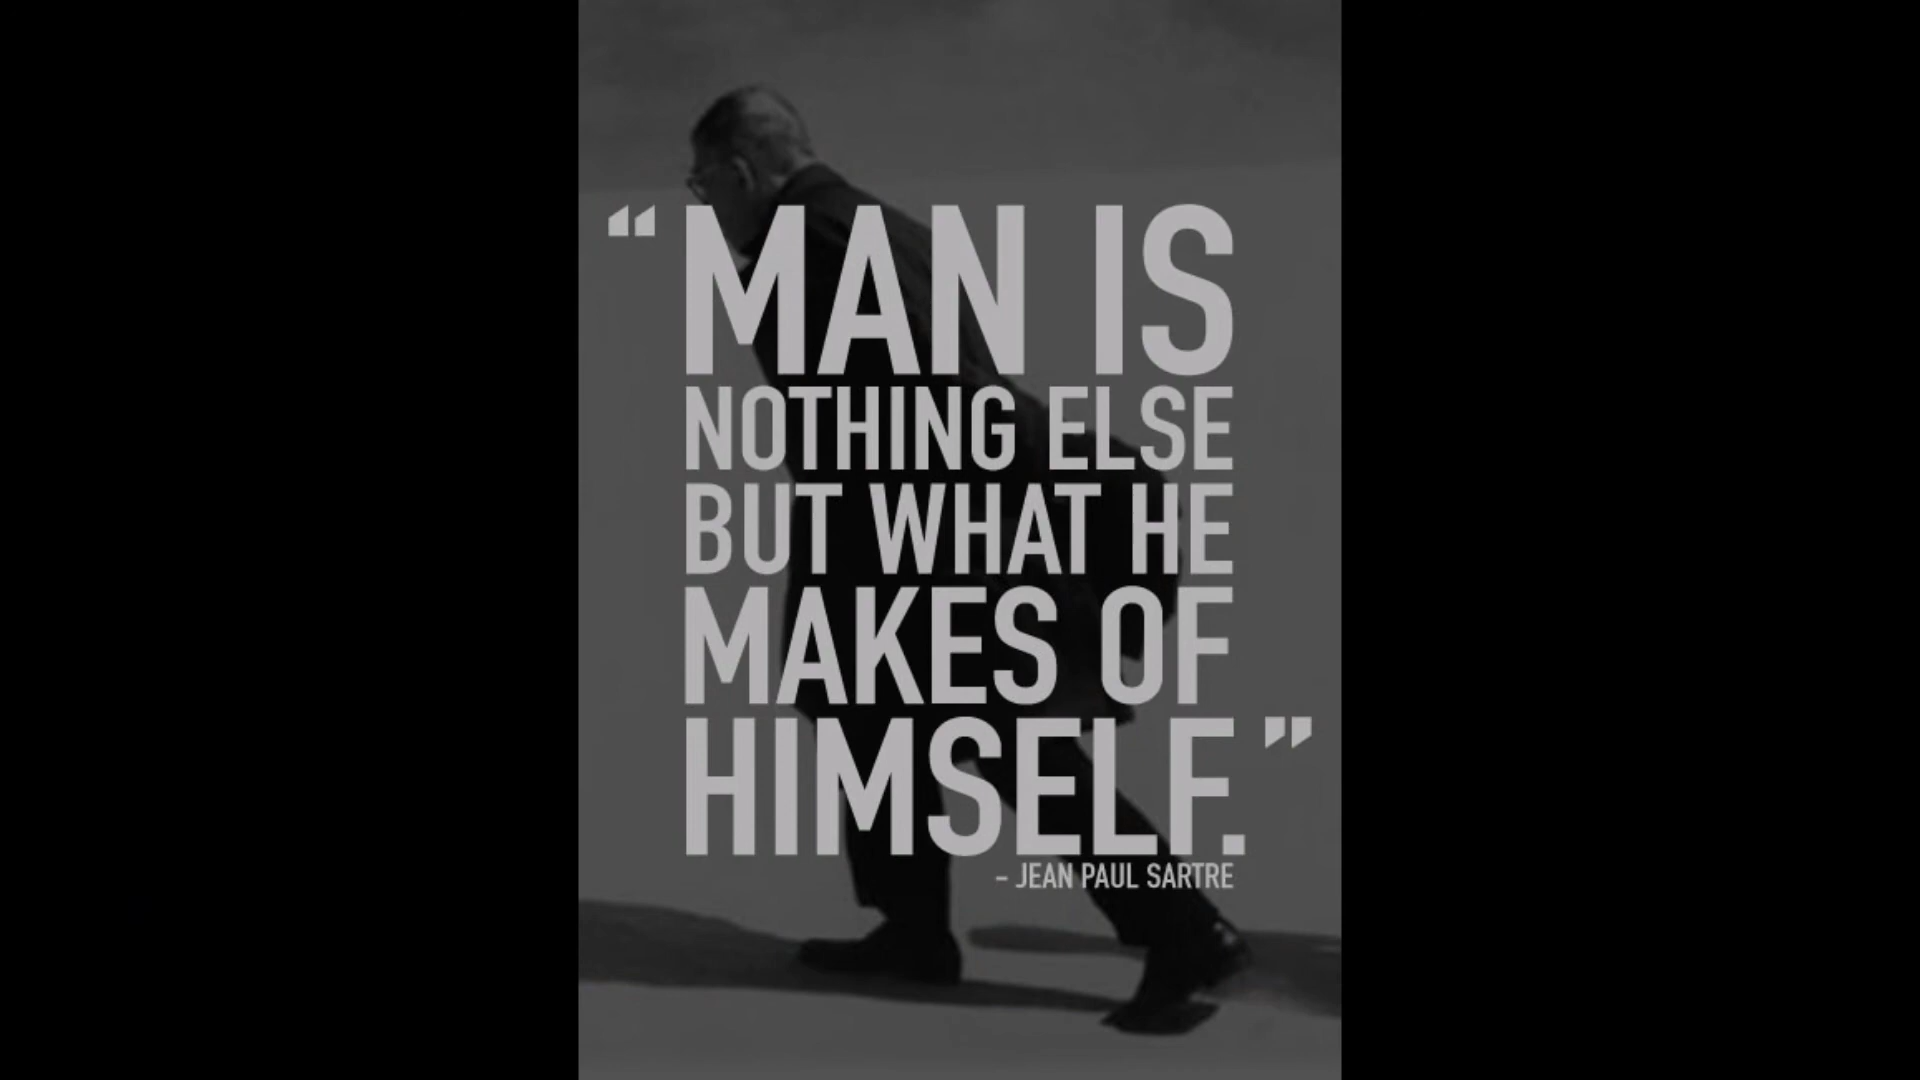 “MAN IS
NOTHING ELSE
BUT WHAT HE
MAKES OF
HIMSELF.”
- JEAN PAUL SARTRE